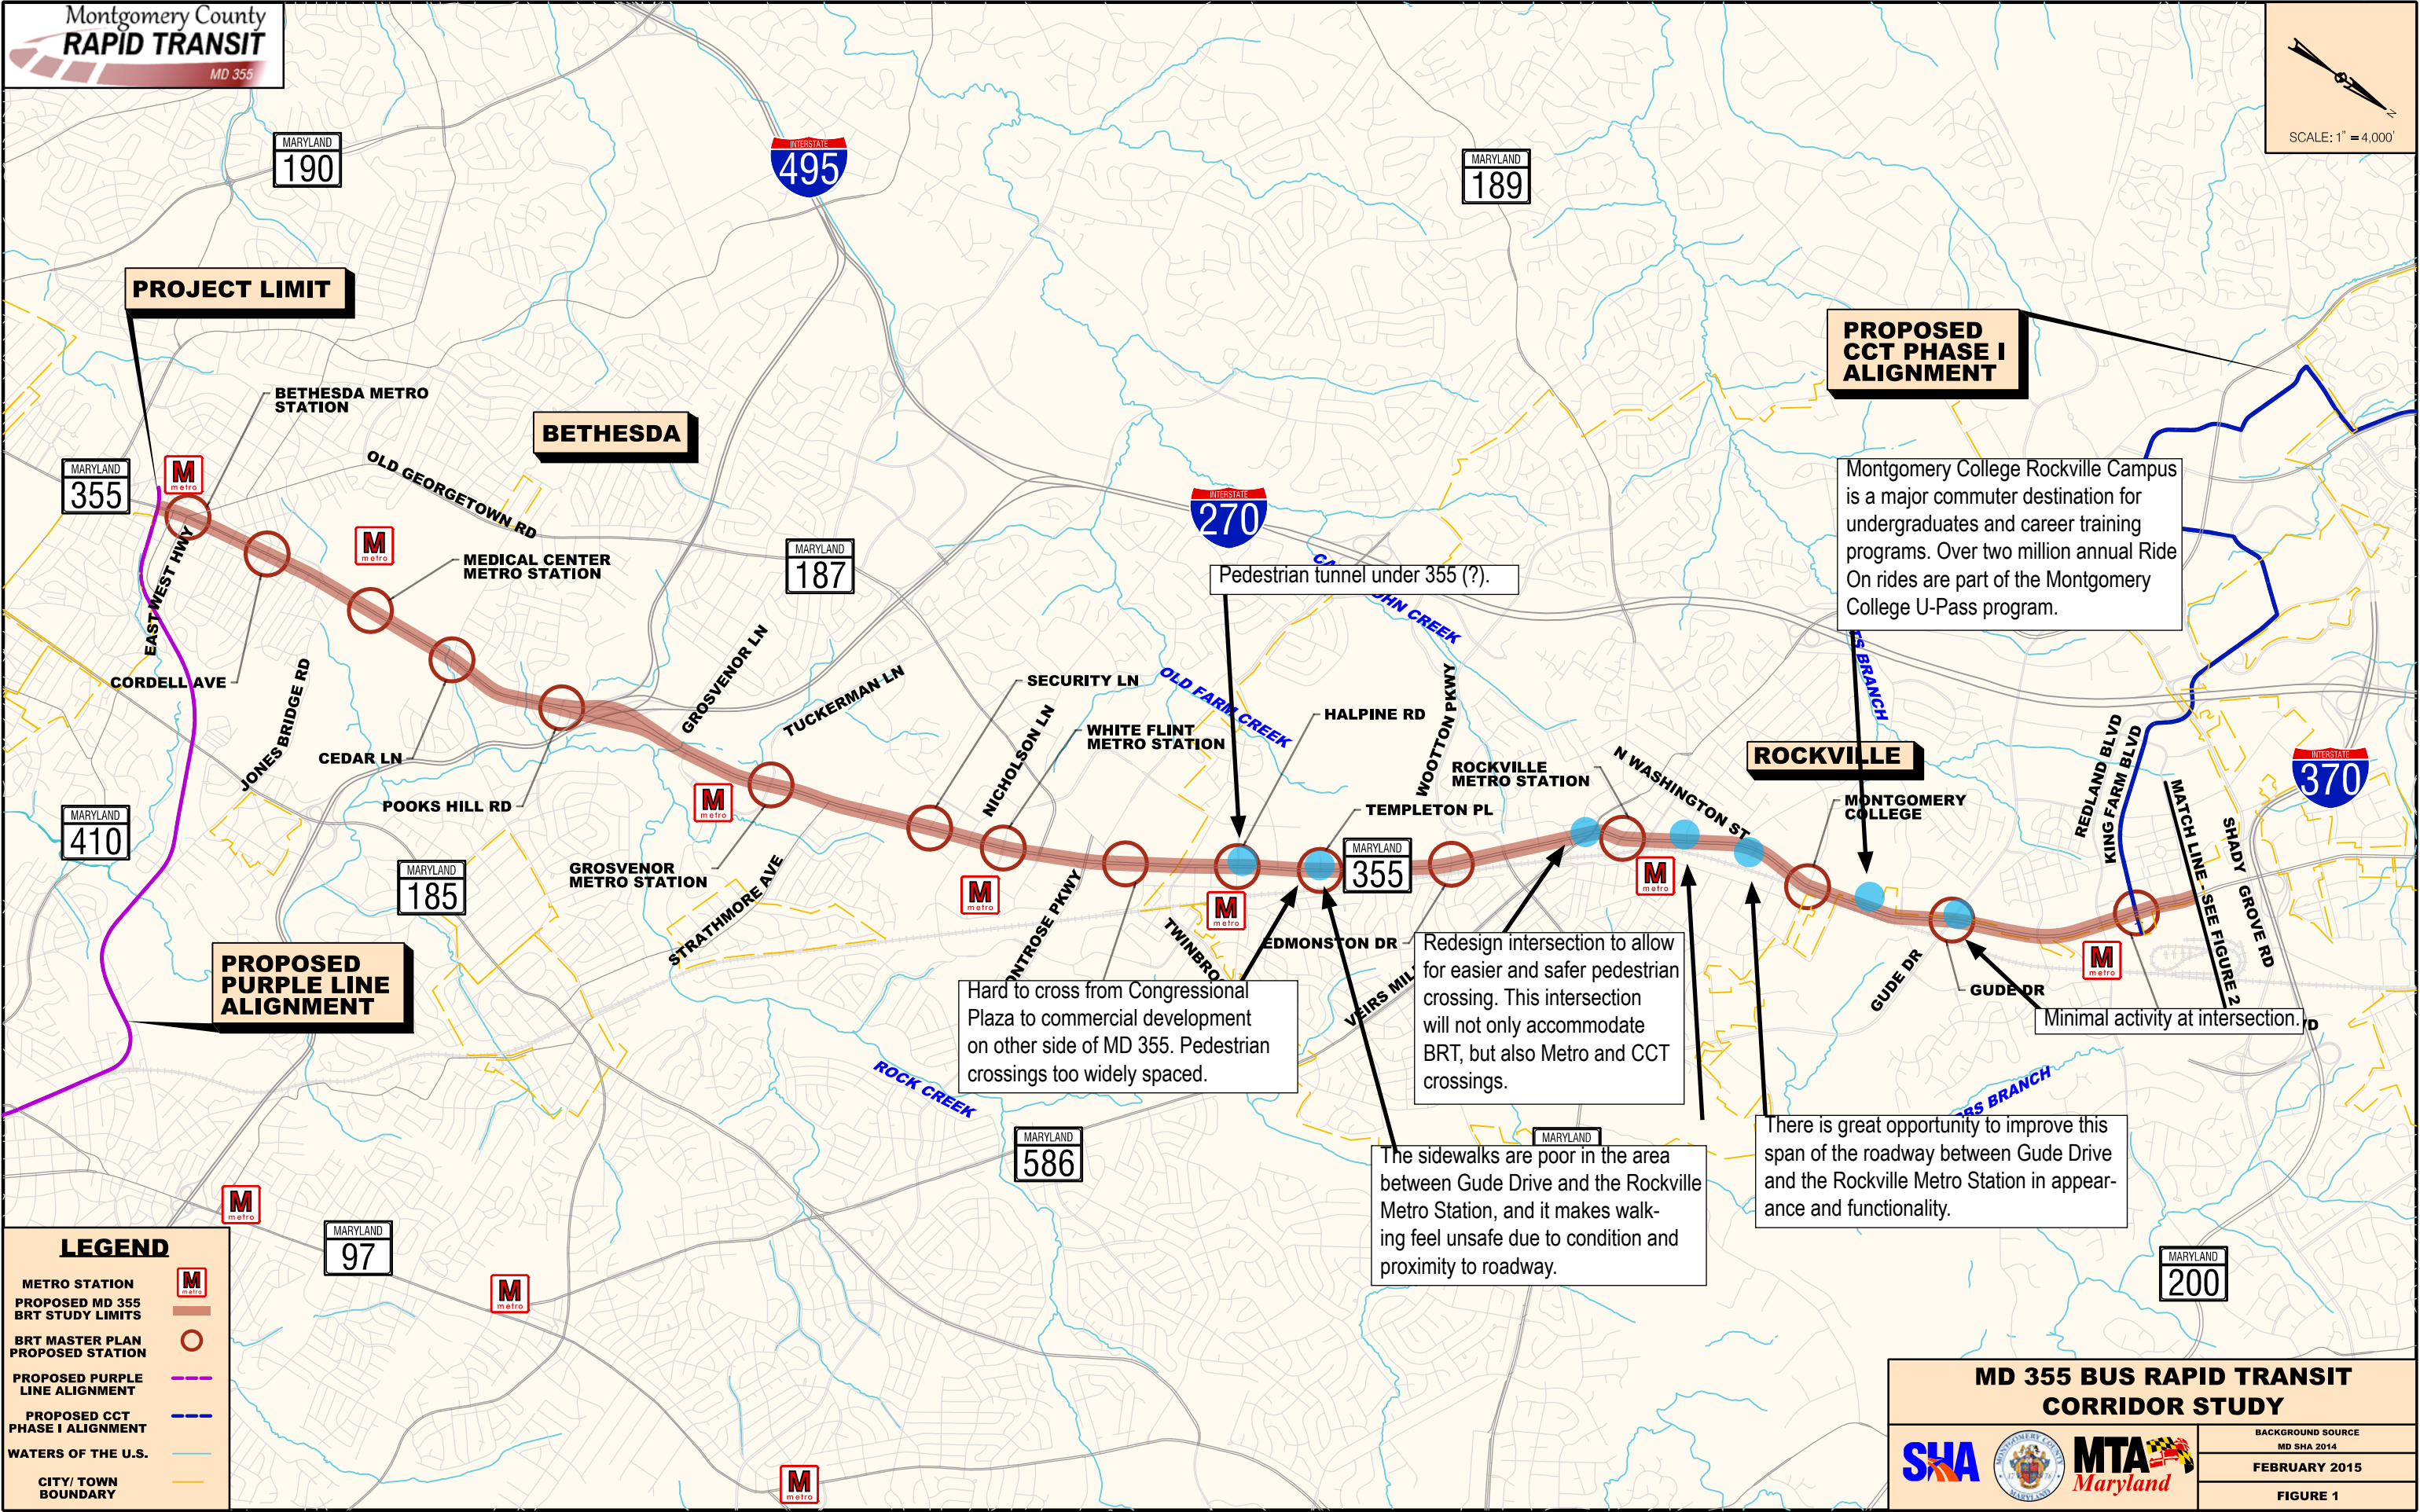 Montgomery County
RAPID TRANSIT
MD 355
N
SCALE: 1" = 4,000'
MARYLAND
190
INTERSTATE
495
MARYLAND
189
PROJECT LIMIT
PROPOSED
CCT PHASE I
ALIGNMENT
BETHESDA METRO
STATION
BETHESDA
OLD GEORGETOWN RD
MARYLAND
355
M
metro
M
metro
MEDICAL CENTER
METRO STATION
MARYLAND
187
INTERSTATE
270
Pedestrian tunnel under 355 (?).
Montgomery College Rockville Campus
is a major commuter destination for
undergraduates and career training
programs. Over two million annual Ride
On rides are part of the Montgomery
College U-Pass program.
EAST WEST HWY
CORDELL AVE
JONES BRIDGE RD
CEDAR LN
POOKS HILL RD
GROSVENOR LN
TUCKERMAN LN
SECURITY LN
NICHOLSON LN
WHITE FLINT
METRO STATION
OLD FARM CREEK
CREEK
BRANCH
HALPINE RD
WOOTTON PKWY
ROCKVILLE
METRO STATION
TEMPLETON PL
N WASHINGTON ST
ROCKVILLE
MONTGOMERY
COLLEGE
REDLAND BLVD
KING FARM BLVD
MATCH LINE - SEE FIGURE 2
SHADY GROVE RD
INTERSTATE
370
MARYLAND
410
MARYLAND
185
M
metro
GROSVENOR
METRO STATION
STRATHMORE AVE
M
metro
M
metro
MARYLAND
355
M
metro
M
metro
PROPOSED
PURPLE LINE
ALIGNMENT
PKWY
EDMONSTON DR
VEIRS
GUDE DR
GUDE DR
Minimal activity at intersection.
Hard to cross from Congressional
Plaza to commercial development
on other side of MD 355. Pedestrian
crossings too widely spaced.
Redesign intersection to allow
for easier and safer pedestrian
crossing. This intersection
will not only accommodate
BRT, but also Metro and CCT
crossings.
ROCK CREEK
BRANCH
MARYLAND
586
MARYLAND
The sidewalks are poor in the area
between Gude Drive and the Rockville
Metro Station, and it makes walk-
ing feel unsafe due to condition and
proximity to roadway.
There is great opportunity to improve this
span of the roadway between Gude Drive
and the Rockville Metro Station in appear-
ance and functionality.
M
metro
MARYLAND
97
M
metro
M
metro
MARYLAND
200
LEGEND
METRO STATION
M
metro
PROPOSED MD 355
BRT STUDY LIMITS
BRT MASTER PLAN
PROPOSED STATION
PROPOSED PURPLE
LINE ALIGNMENT
PROPOSED CCT
PHASE I ALIGNMENT
WATERS OF THE U.S.
CITY/ TOWN
BOUNDARY
MD 355 BUS RAPID TRANSIT
CORRIDOR STUDY
SHA
MTA
Maryland
BACKGROUND SOURCE
MD SHA 2014
FEBRUARY 2015
FIGURE 1